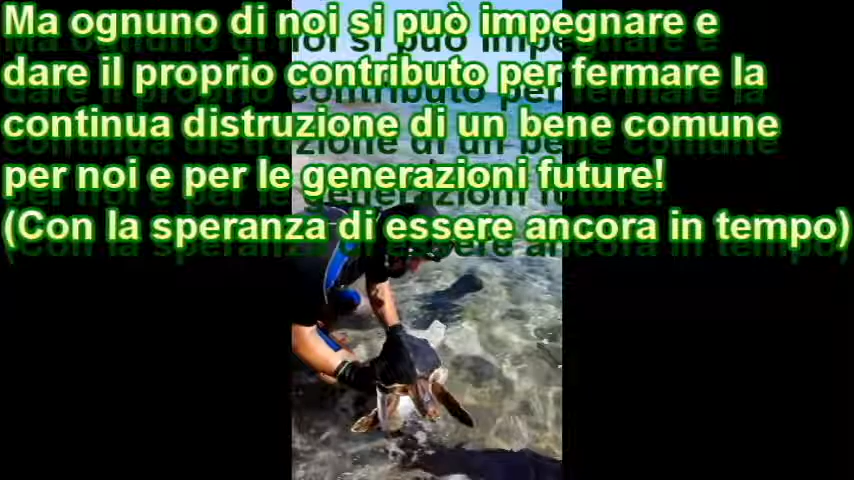 Ma ognuno di noi si può impegnare e
dare il proprio contributo per fermare la
continua distruzione di un bene comune
per noi e per le generazioni future!
(Con la speranza di essere ancora in tempo)